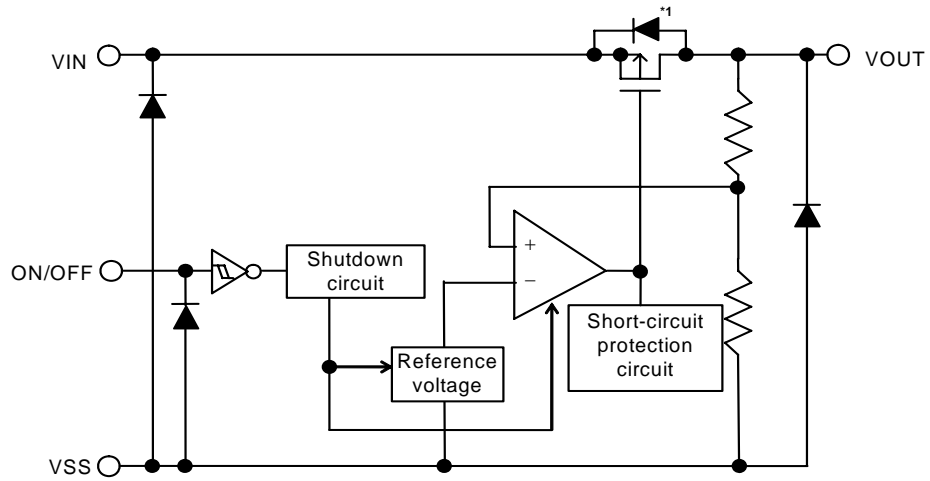 *1
VIN
VOUT
+
−
ON/OFF
Shutdown
circuit
Short-circuit
protection
circuit
Reference
voltage
VSS